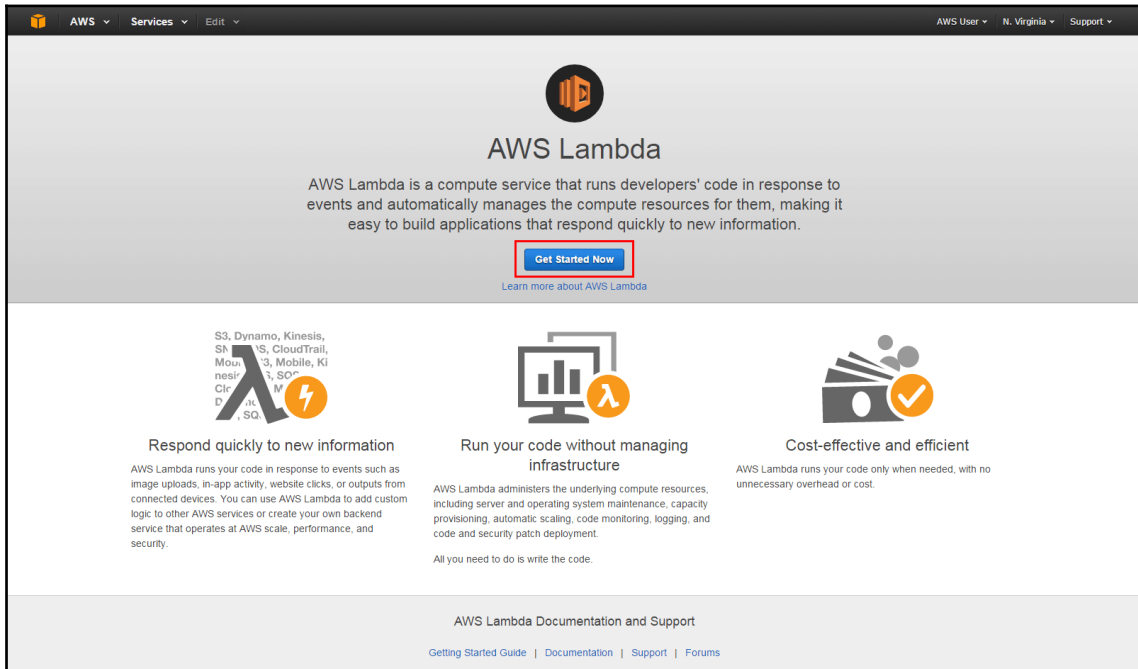 AWS Services Edit AWS User N. Virginia Support
AWS Lambda
AWS Lambda is a compute service that runs developers' code in response to
events and automatically manages the compute resources for them, making it
easy to build applications that respond quickly to new information.
Get Started Now
Learn more about AWS Lambda
S3, Dynamo, Kinesis,
CloudTrail,
Mobile, Ki
λ
λ
Respond quickly to new information
AWS Lambda runs your code in response to events such as
image uploads, in-app activity, website clicks, or outputs from
connected devices. You can use AWS Lambda to add custom
logic to other AWS services or create your own backend
service that operates at AWS scale, performance, and
security.
Run your code without managing
infrastructure
AWS Lambda administers the underlying compute resources,
including server and operating system maintenance, capacity
provisioning, automatic scaling, code monitoring, logging, and
code and security patch deployment.
All you need to do is write the code.
Cost-effective and efficient
AWS Lambda runs your code only when needed, with no
unnecessary overhead or cost.
AWS Lambda Documentation and Support
Getting Started Guide | Documentation | Support | Forums